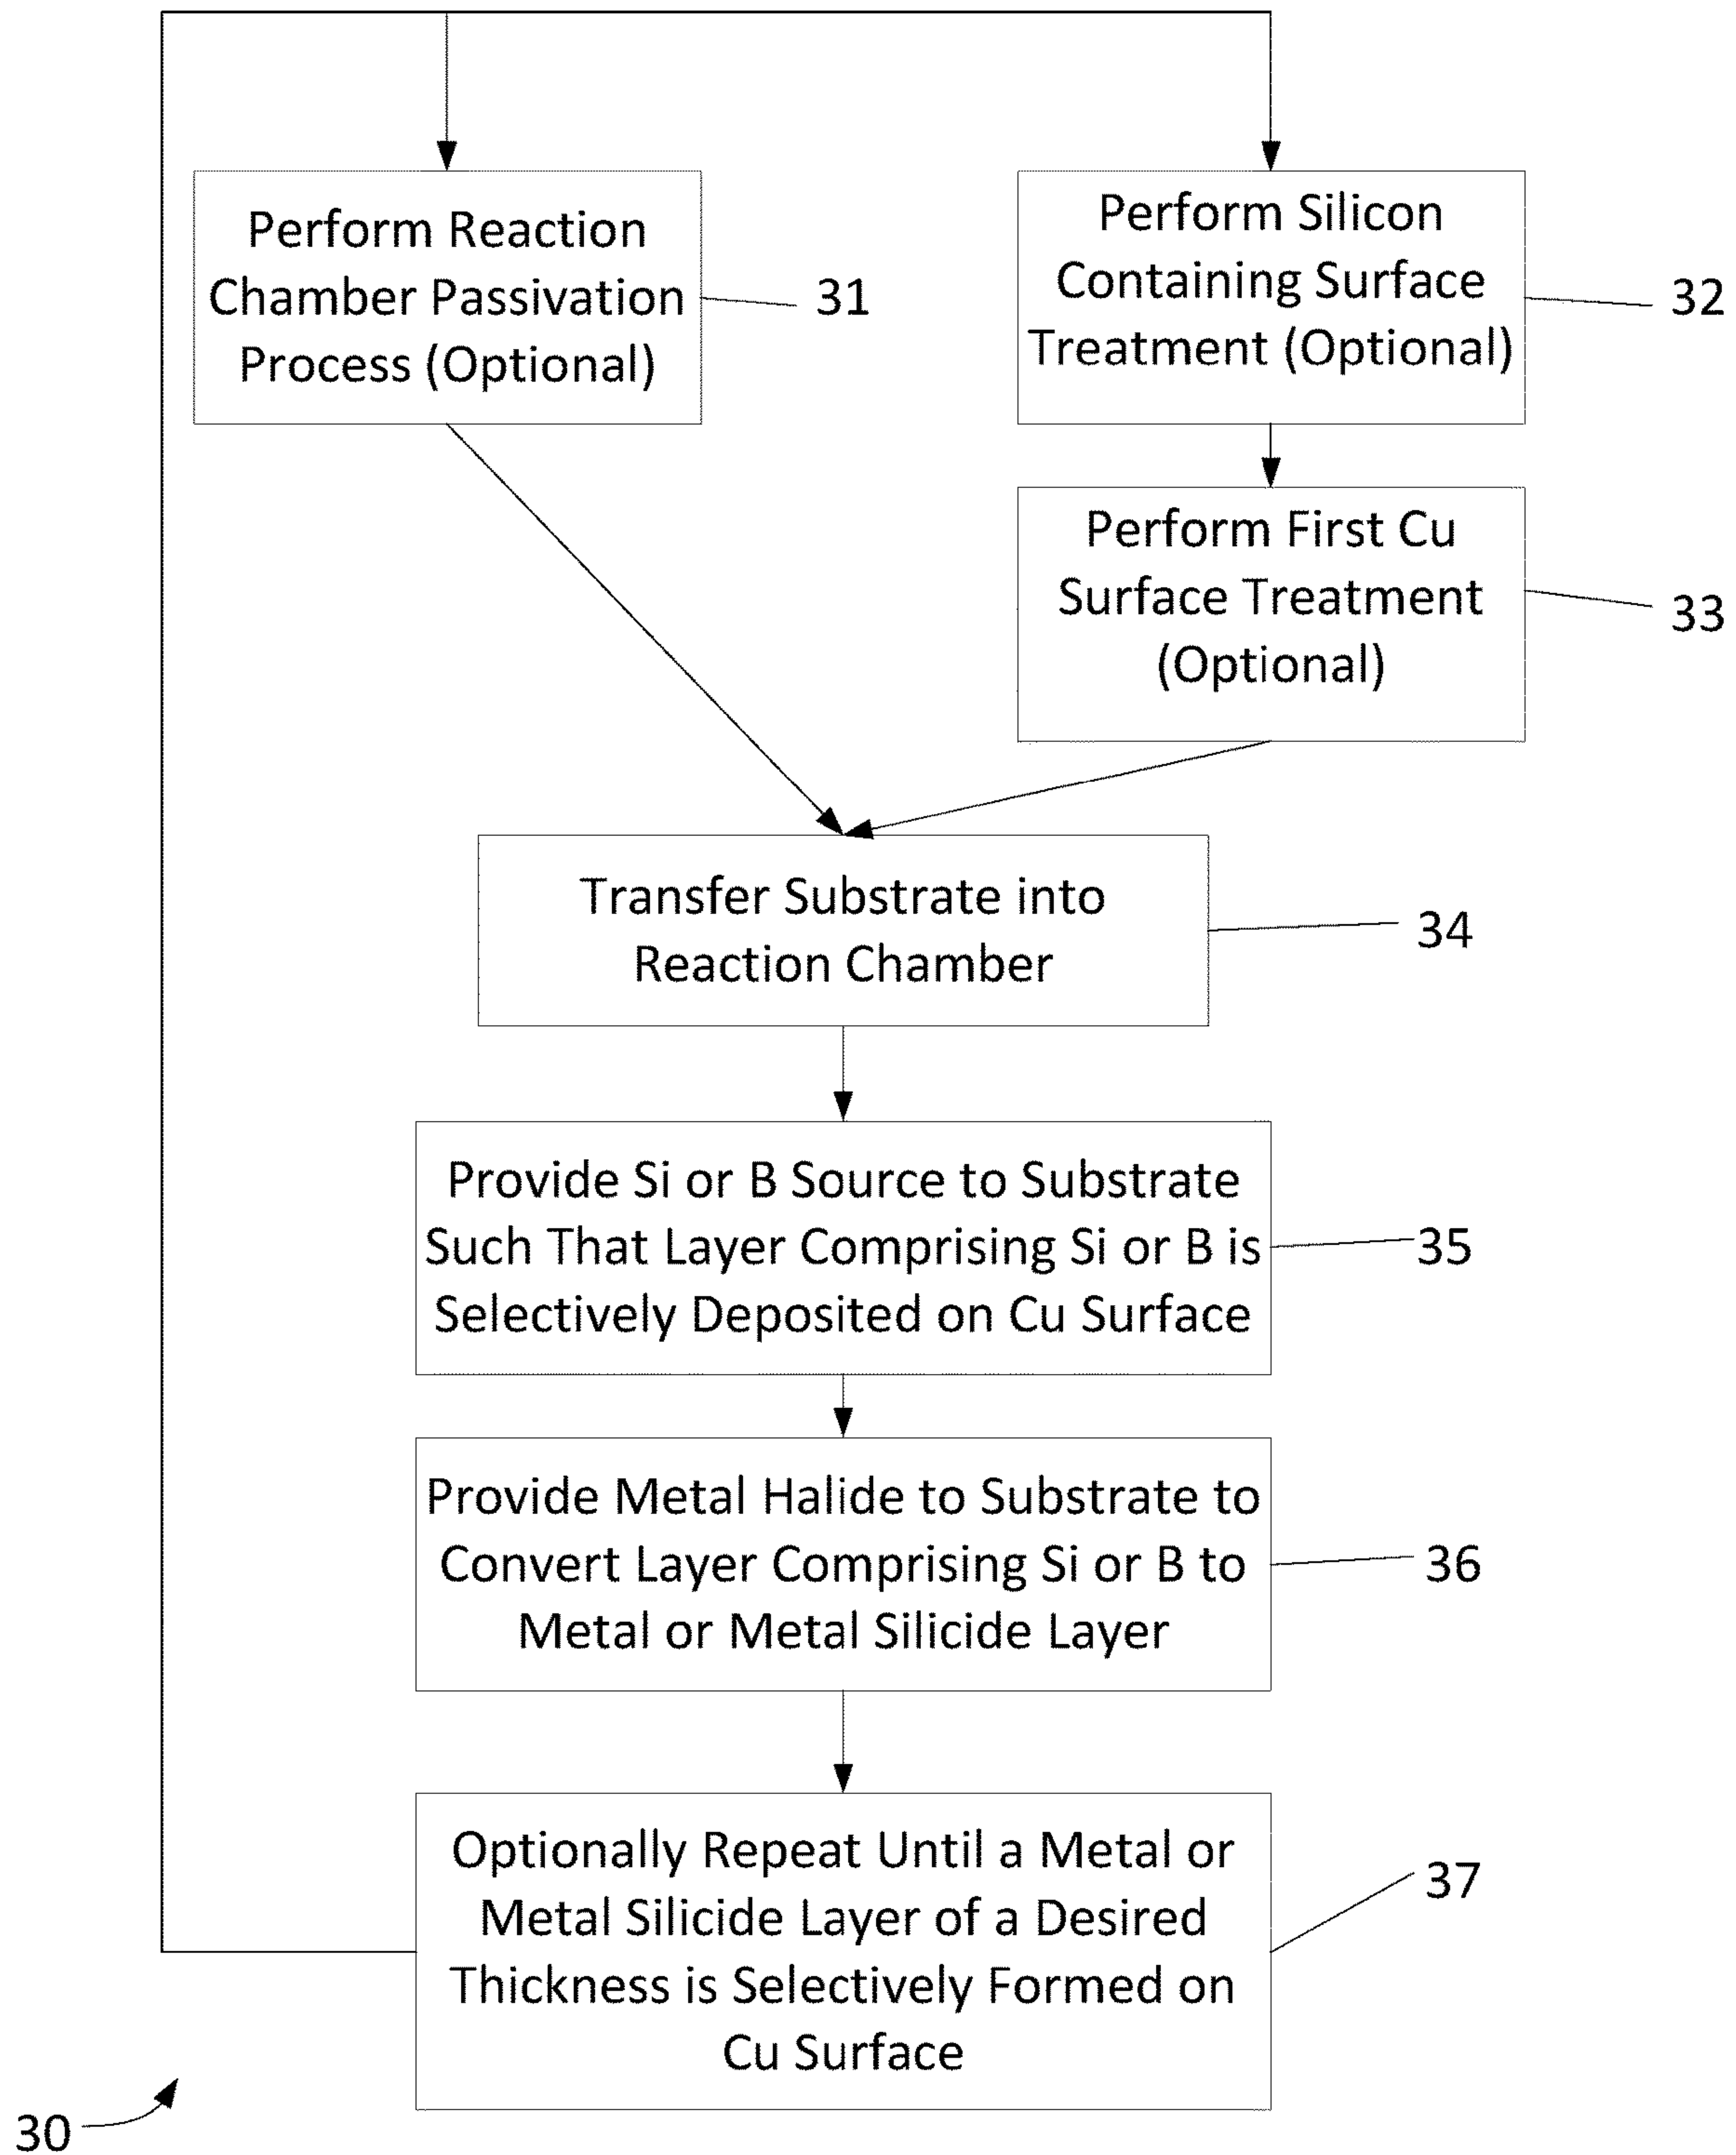 Perform Reaction
Chamber Passivation
Process (Optional)
31
Perform Silicon
Containing Surface
Treatment (Optional)
32
Perform First Cu
Surface Treatment
(Optional)
33
Transfer Substrate into
Reaction Chamber
34
Provide Si or B Source to Substrate
Such That Layer Comprising Si or B is
Selectively Deposited on Cu Surface
35
Provide Metal Halide to Substrate to
Convert Layer Comprising Si or B to
Metal or Metal Silicide Layer
36
Optionally Repeat Until a Metal or
Metal Silicide Layer of a Desired
Thickness is Selectively Formed on
Cu Surface
37
30